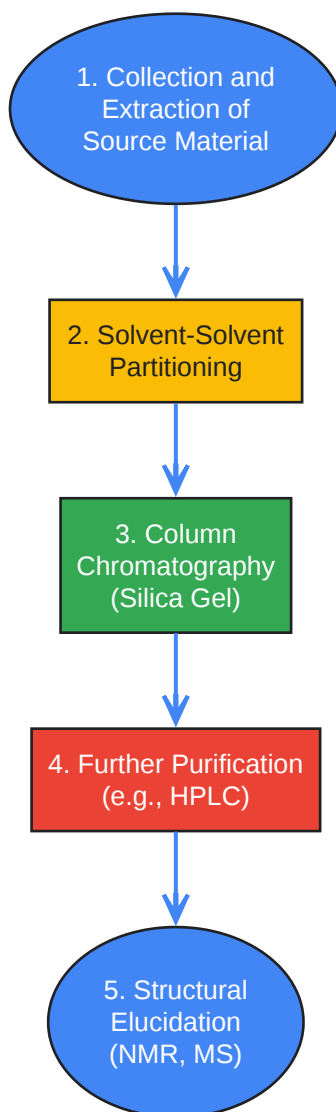 1. Collection and
Extraction of
Source Material
2. Solvent-Solvent
Partitioning
3. Column
Chromatography
(Silica Gel)
4. Further Purification
(e.g., HPLC)
5. Structural
Elucidation
(NMR, MS)